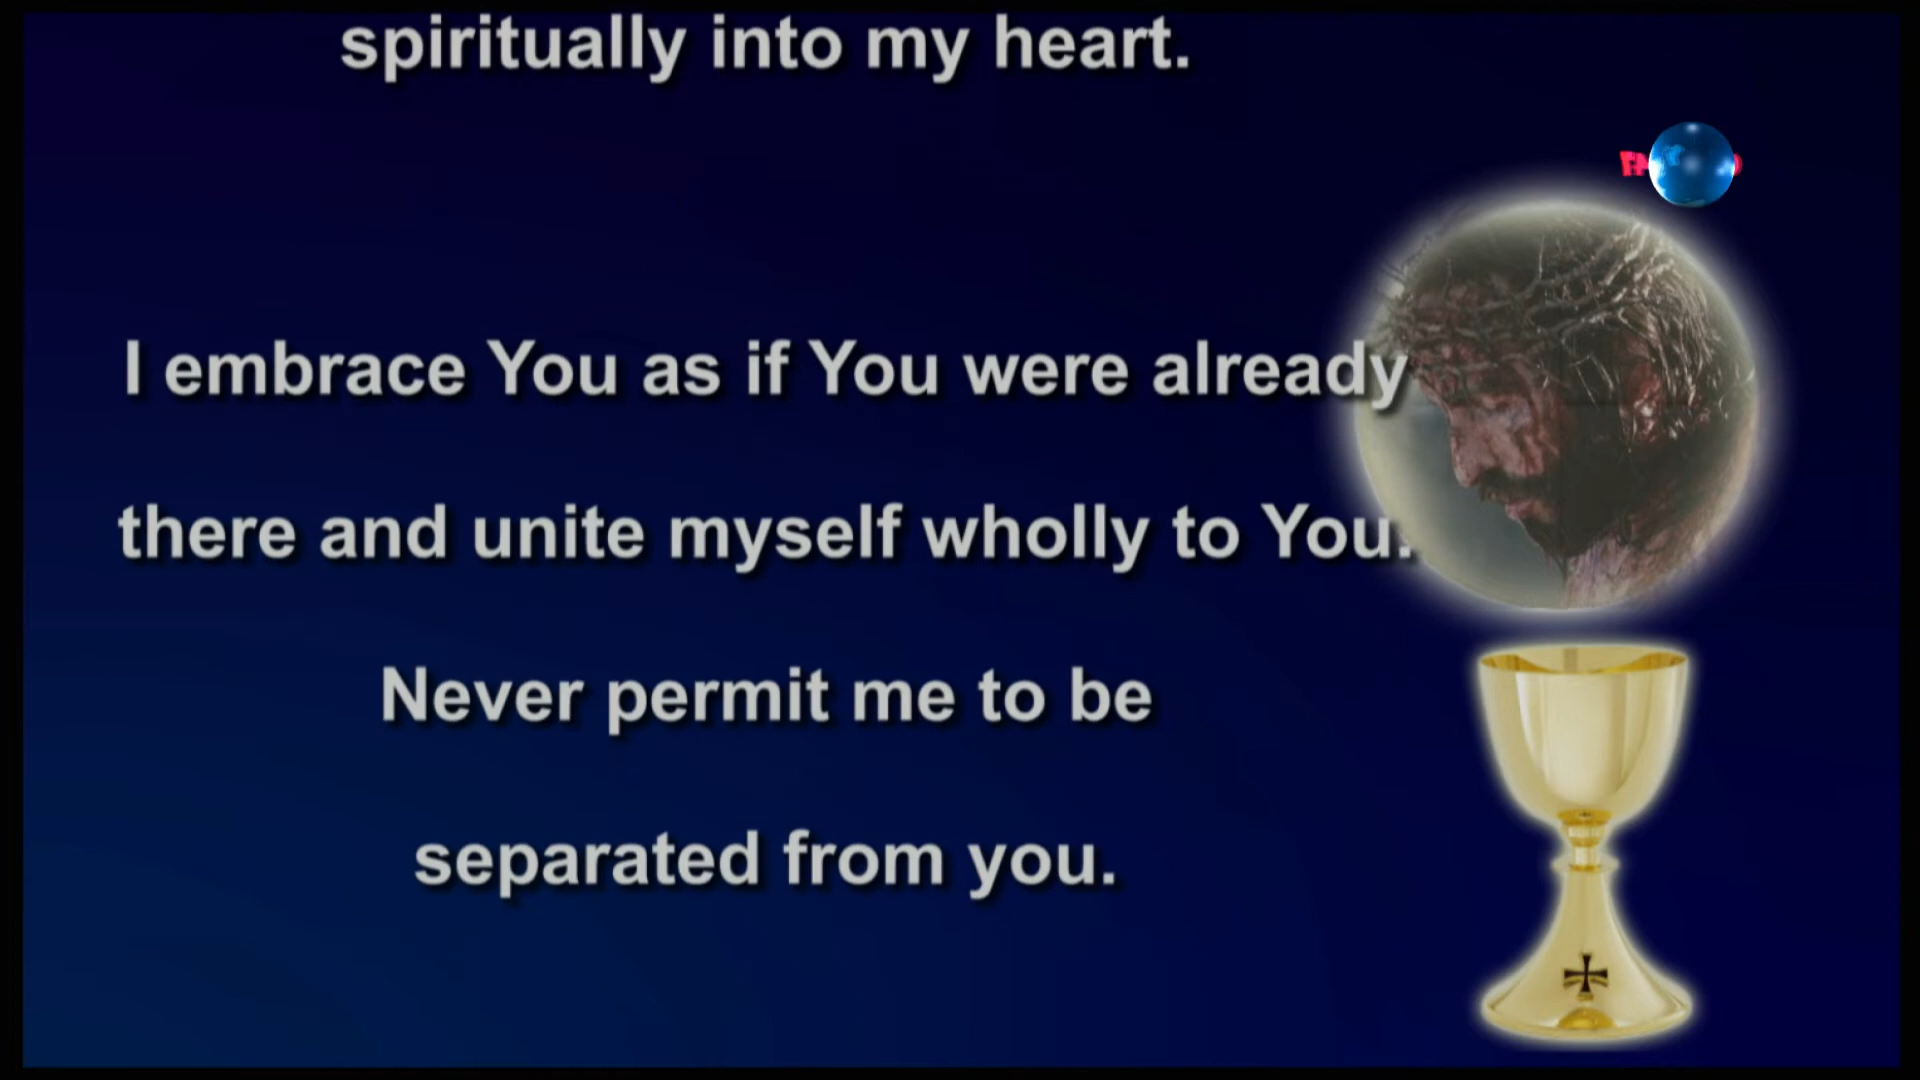 spiritually into my heart.
I embrace You as if You were already
there and unite myself wholly to You.
Never permit me to be
separated from you.